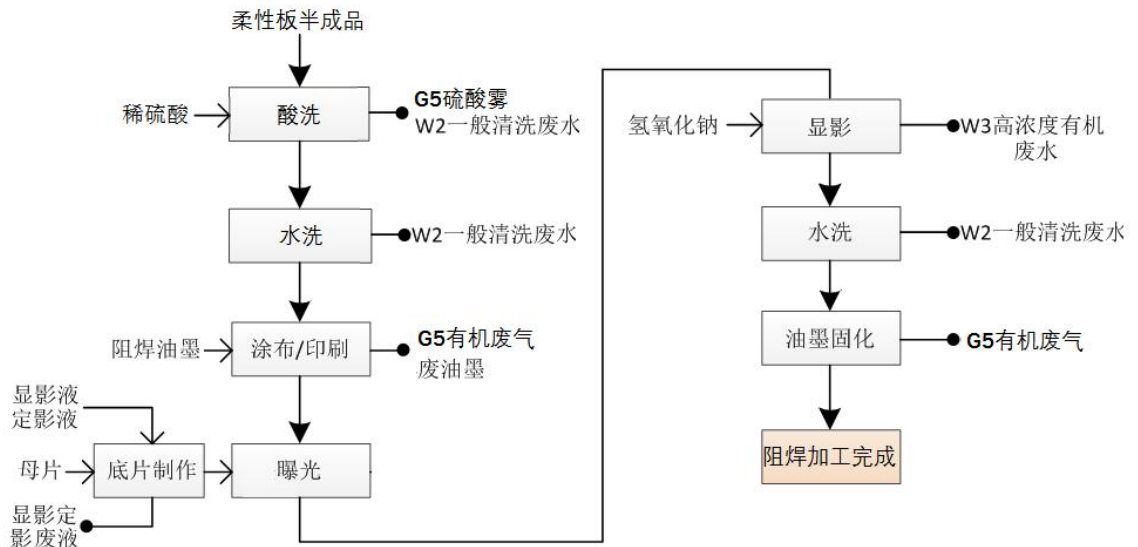 柔性板半成品
稀硫酸
酸洗
G5硫酸雾
W2一般清洗废水
水洗
W2一般清洗废水
阻焊油墨
涂布/印刷
G5有机废气
废油墨
显影液
定影液
母片
底片制作
曝光
显影定
影废液
氢氧化钠
显影
W3高浓度有机
废水
水洗
W2一般清洗废水
油墨固化
G5有机废气
阻焊加工完成